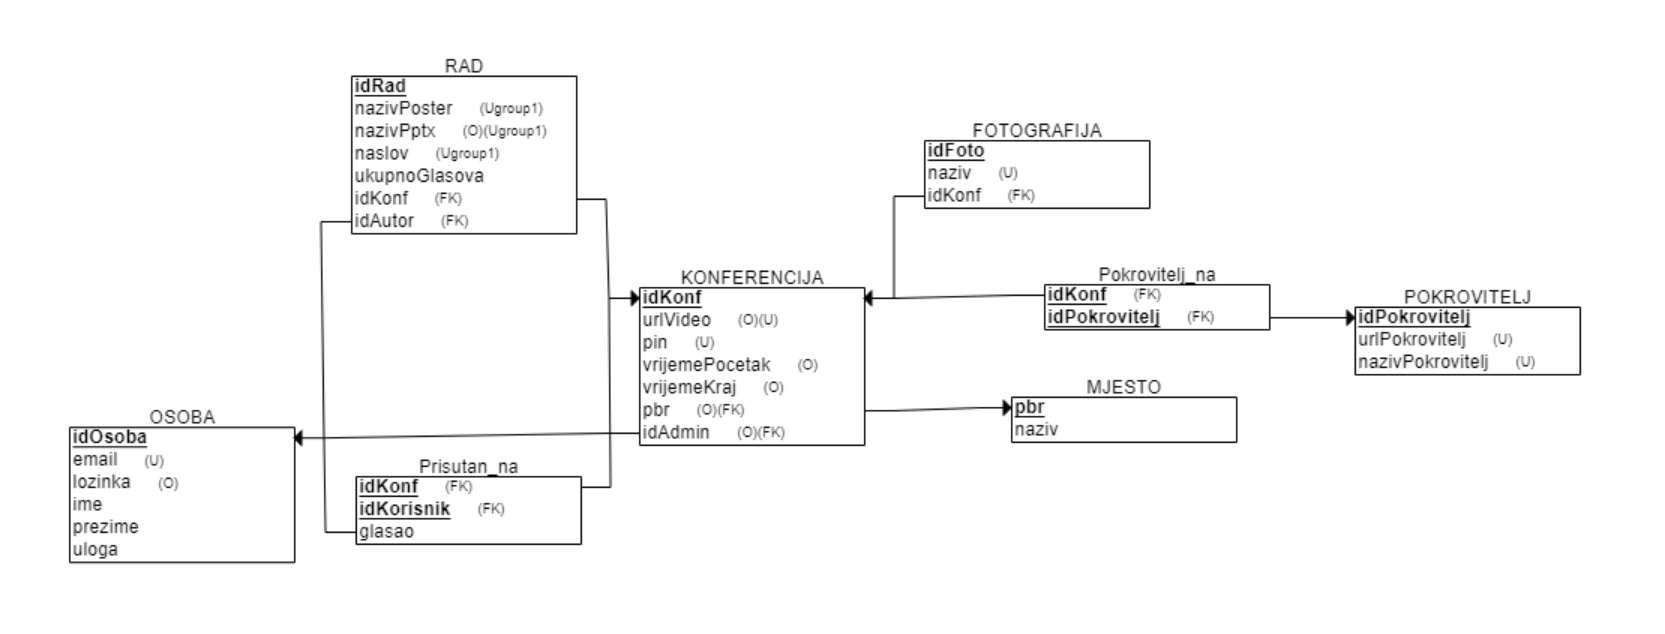 RAD
idRad
nazivPoster (Ugroup1)
nazivPptx (O)(Ugroup1)
naslov (Ugroup1)
ukupnoGlasova
idKonf (FK)
idAutor (FK)
FOTOGRAFIJA
idFoto
naziv (U)
idKonf (FK)
KONFERENCIJA
idKonf
urlVideo (O)(U)
pin (U)
vrijemePocetak (O)
vrijemeKraj (O)
pbr (O)(FK)
idAdmin (O)(FK)
Pokrovitelj_na
idKonf (FK)
idPokrovitelj (FK)
POKROVITELJ
idPokrovitelj
urlPokrovitelj (U)
nazivPokrovitelj (U)
MJESTO
pbr
naziv
OSOBA
idOsoba
email (U)
lozinka (O)
ime
prezime
uloga
Prisutan_na
idKonf (FK)
idKorisnik (FK)
glasao